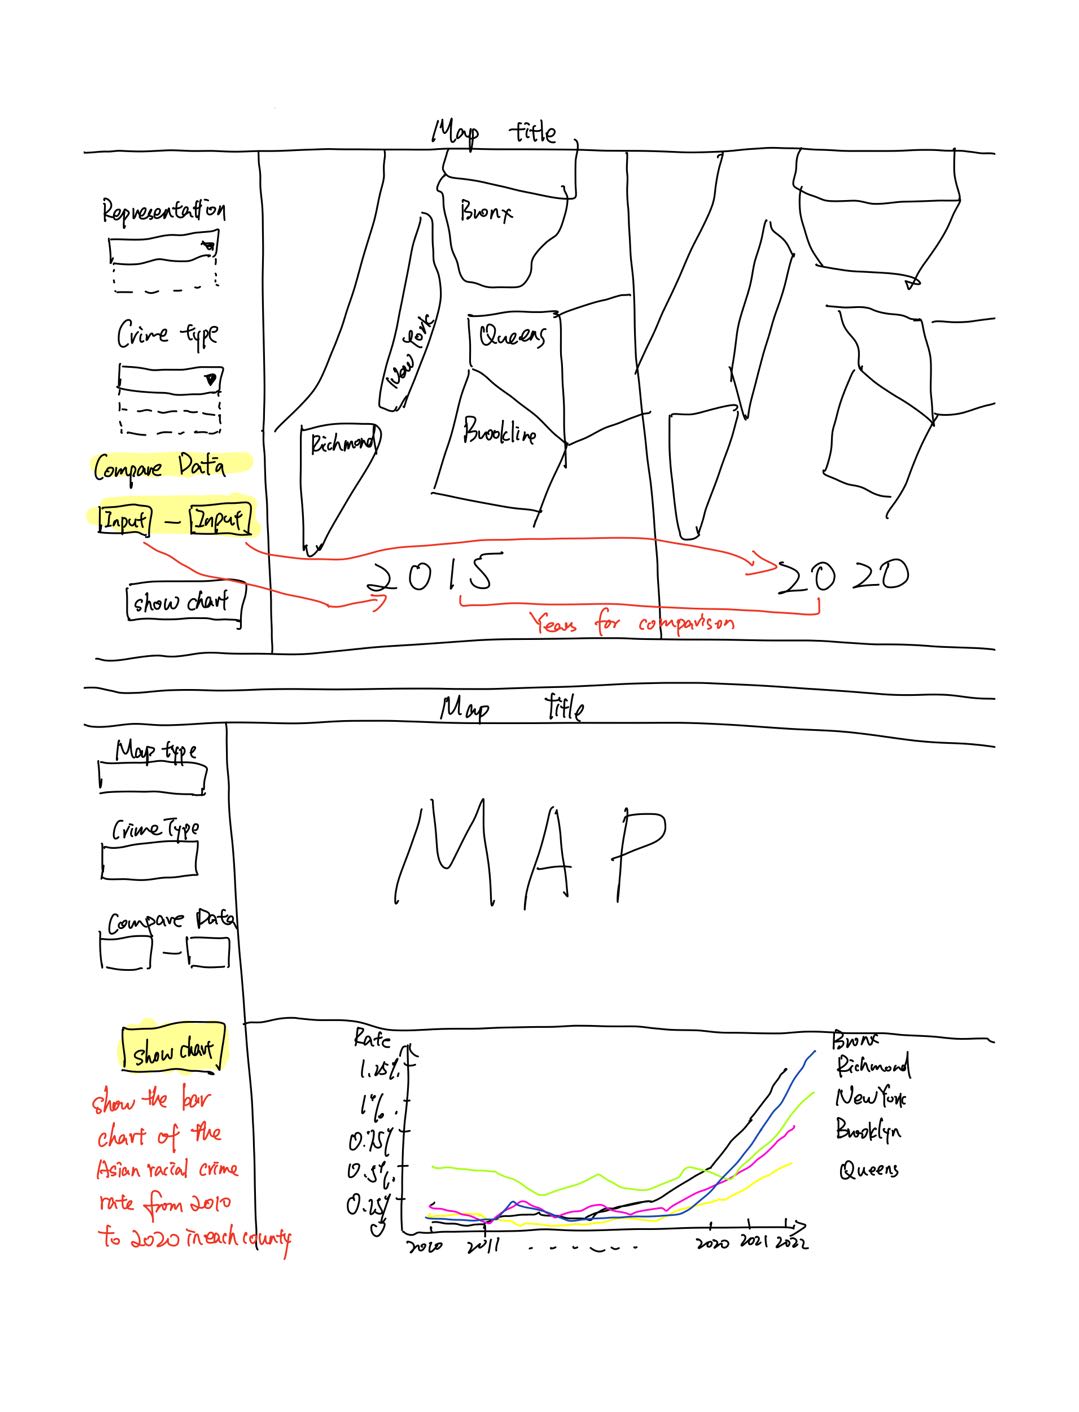 Map title
Representation
Crime type
Compare Data
Input - Input
show chart
Bronx
New York
Queens
Richmond
Brookline
2015
2020
Years for comparison
Map title
Map type
Crime Type
Compare Data
-
show chart
show the bar
chart of the
Asian racial crime
rate from 2010
to 2020 in each county
MAP
Rate
1.25%
1%
0.75%
0.5%
0.25%
0
2010
2011
2020
2021
2022
Bronx
Richmond
New York
Brooklyn
Queens